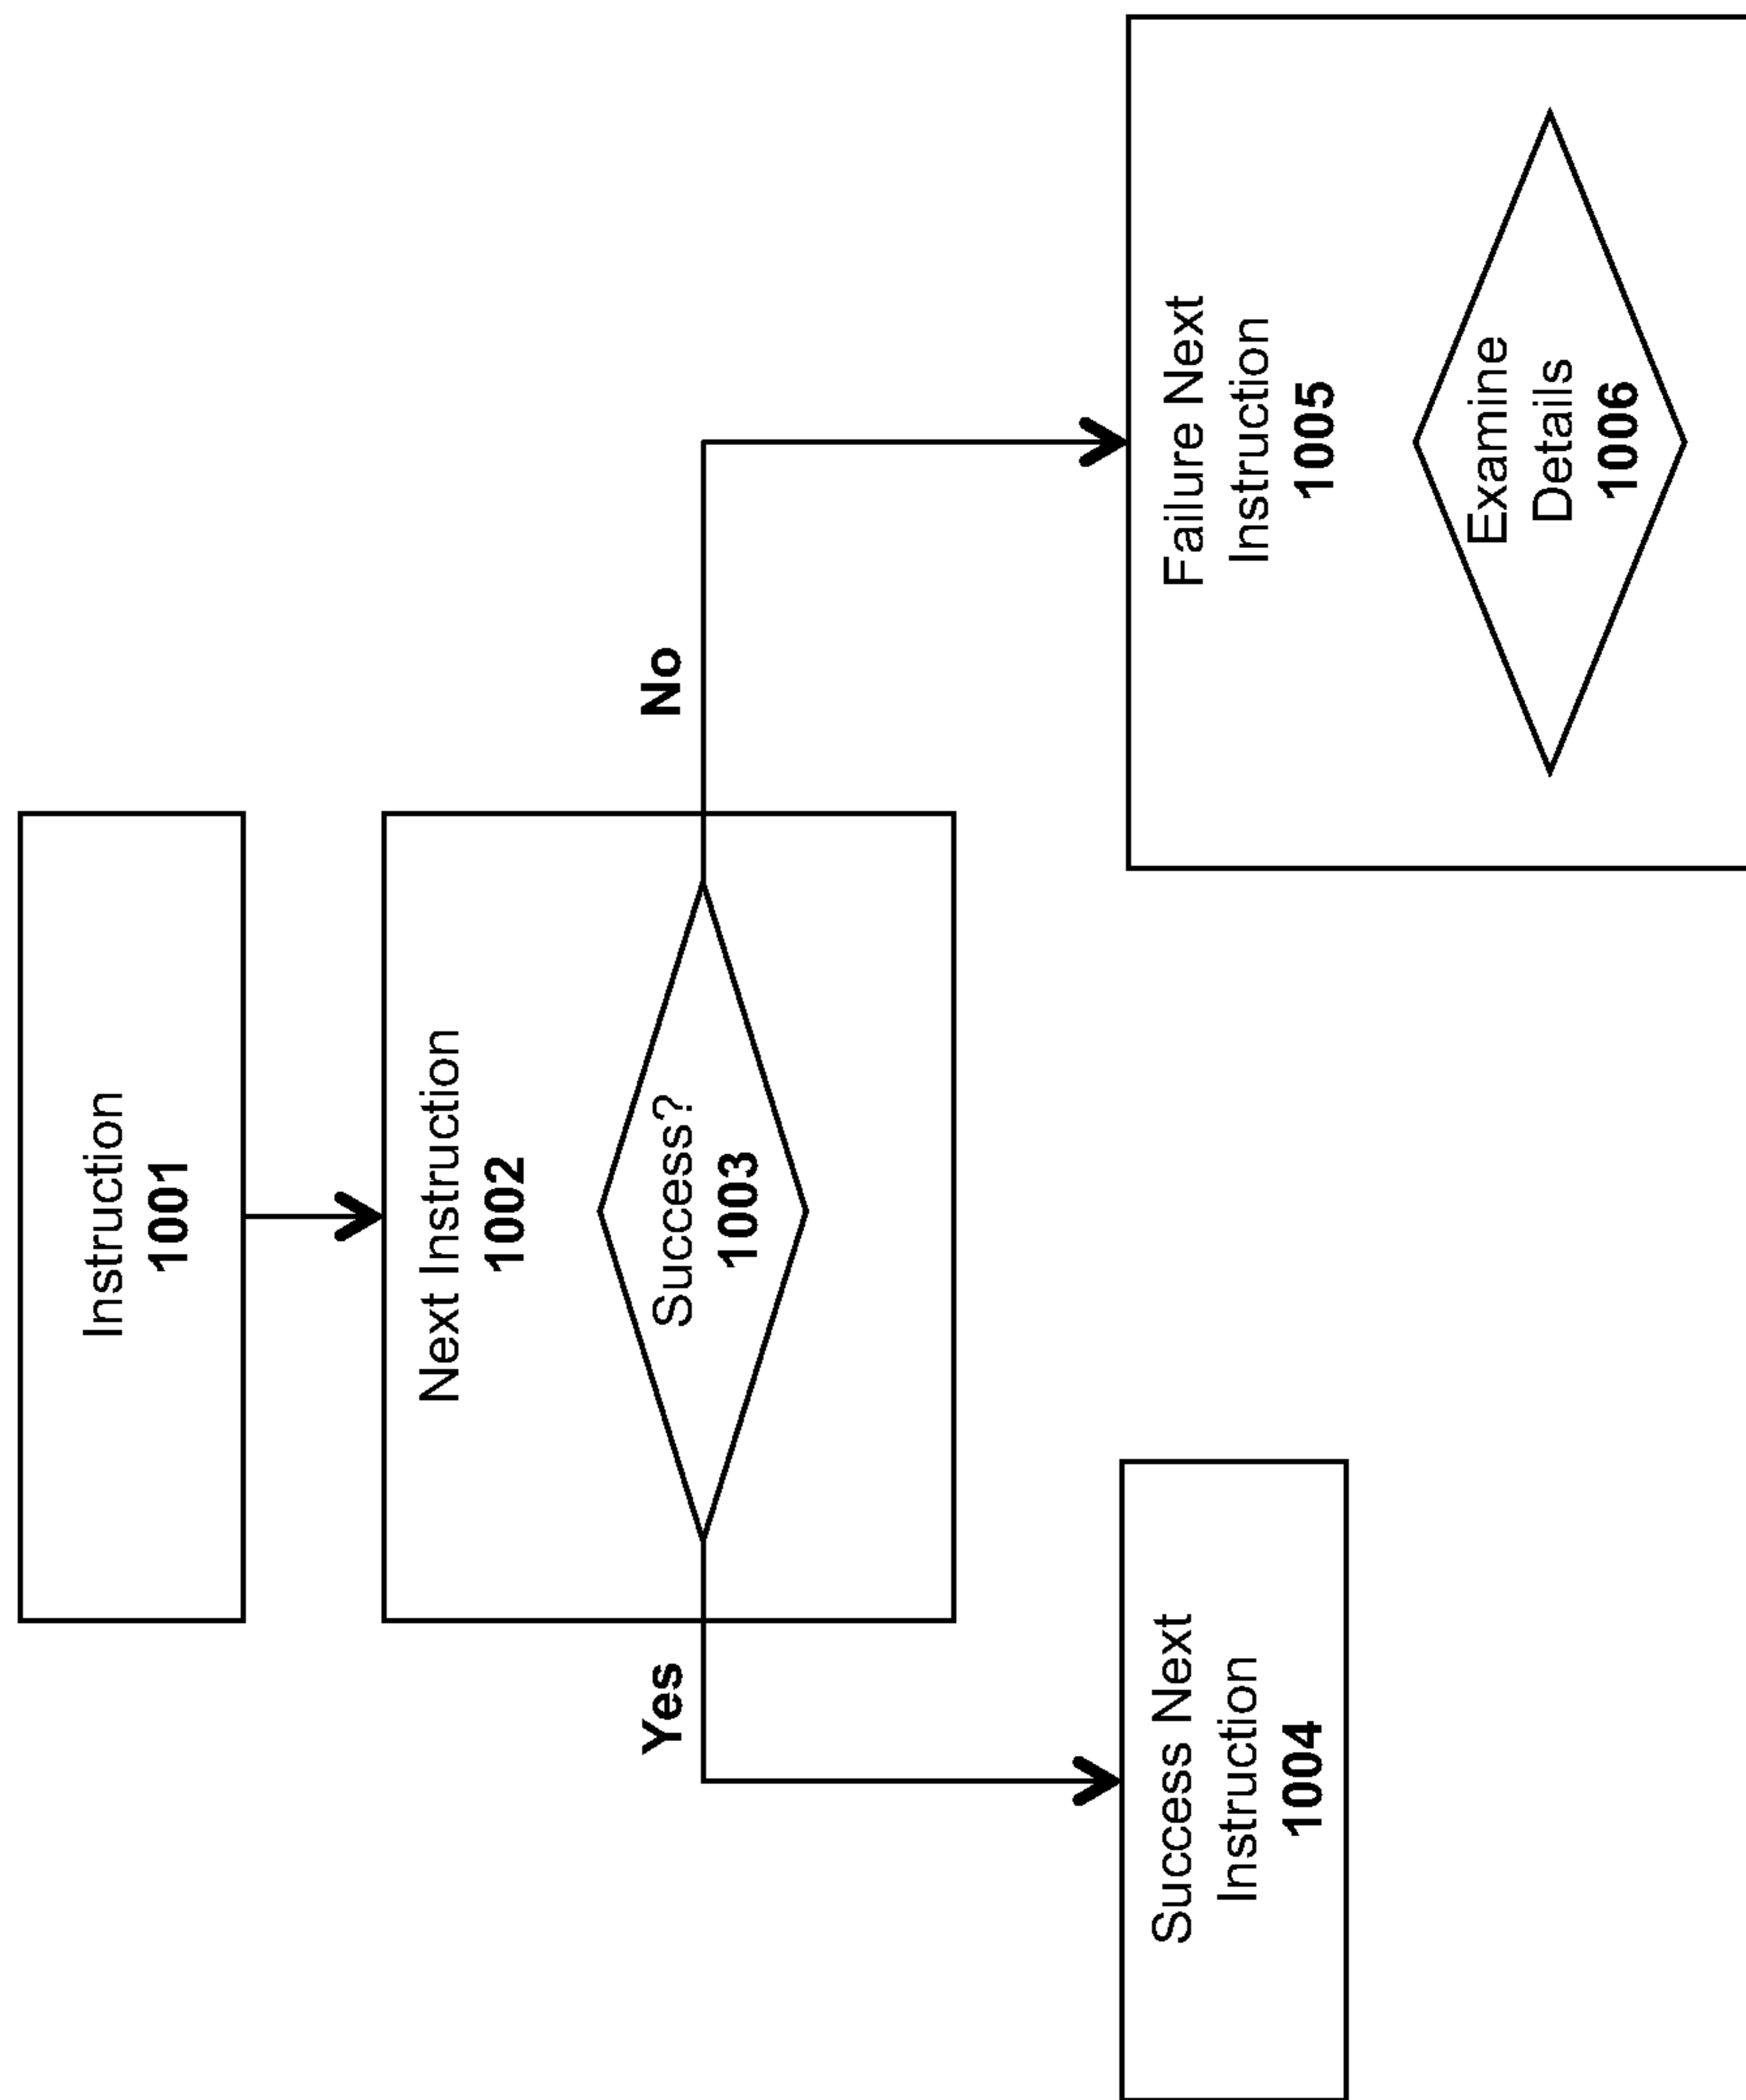 Instruction
1001
Next Instruction
1002
Success?
1003
Yes
No
Success Next
Instruction
1004
Failure Next
Instruction
1005
Examine
Details
1006